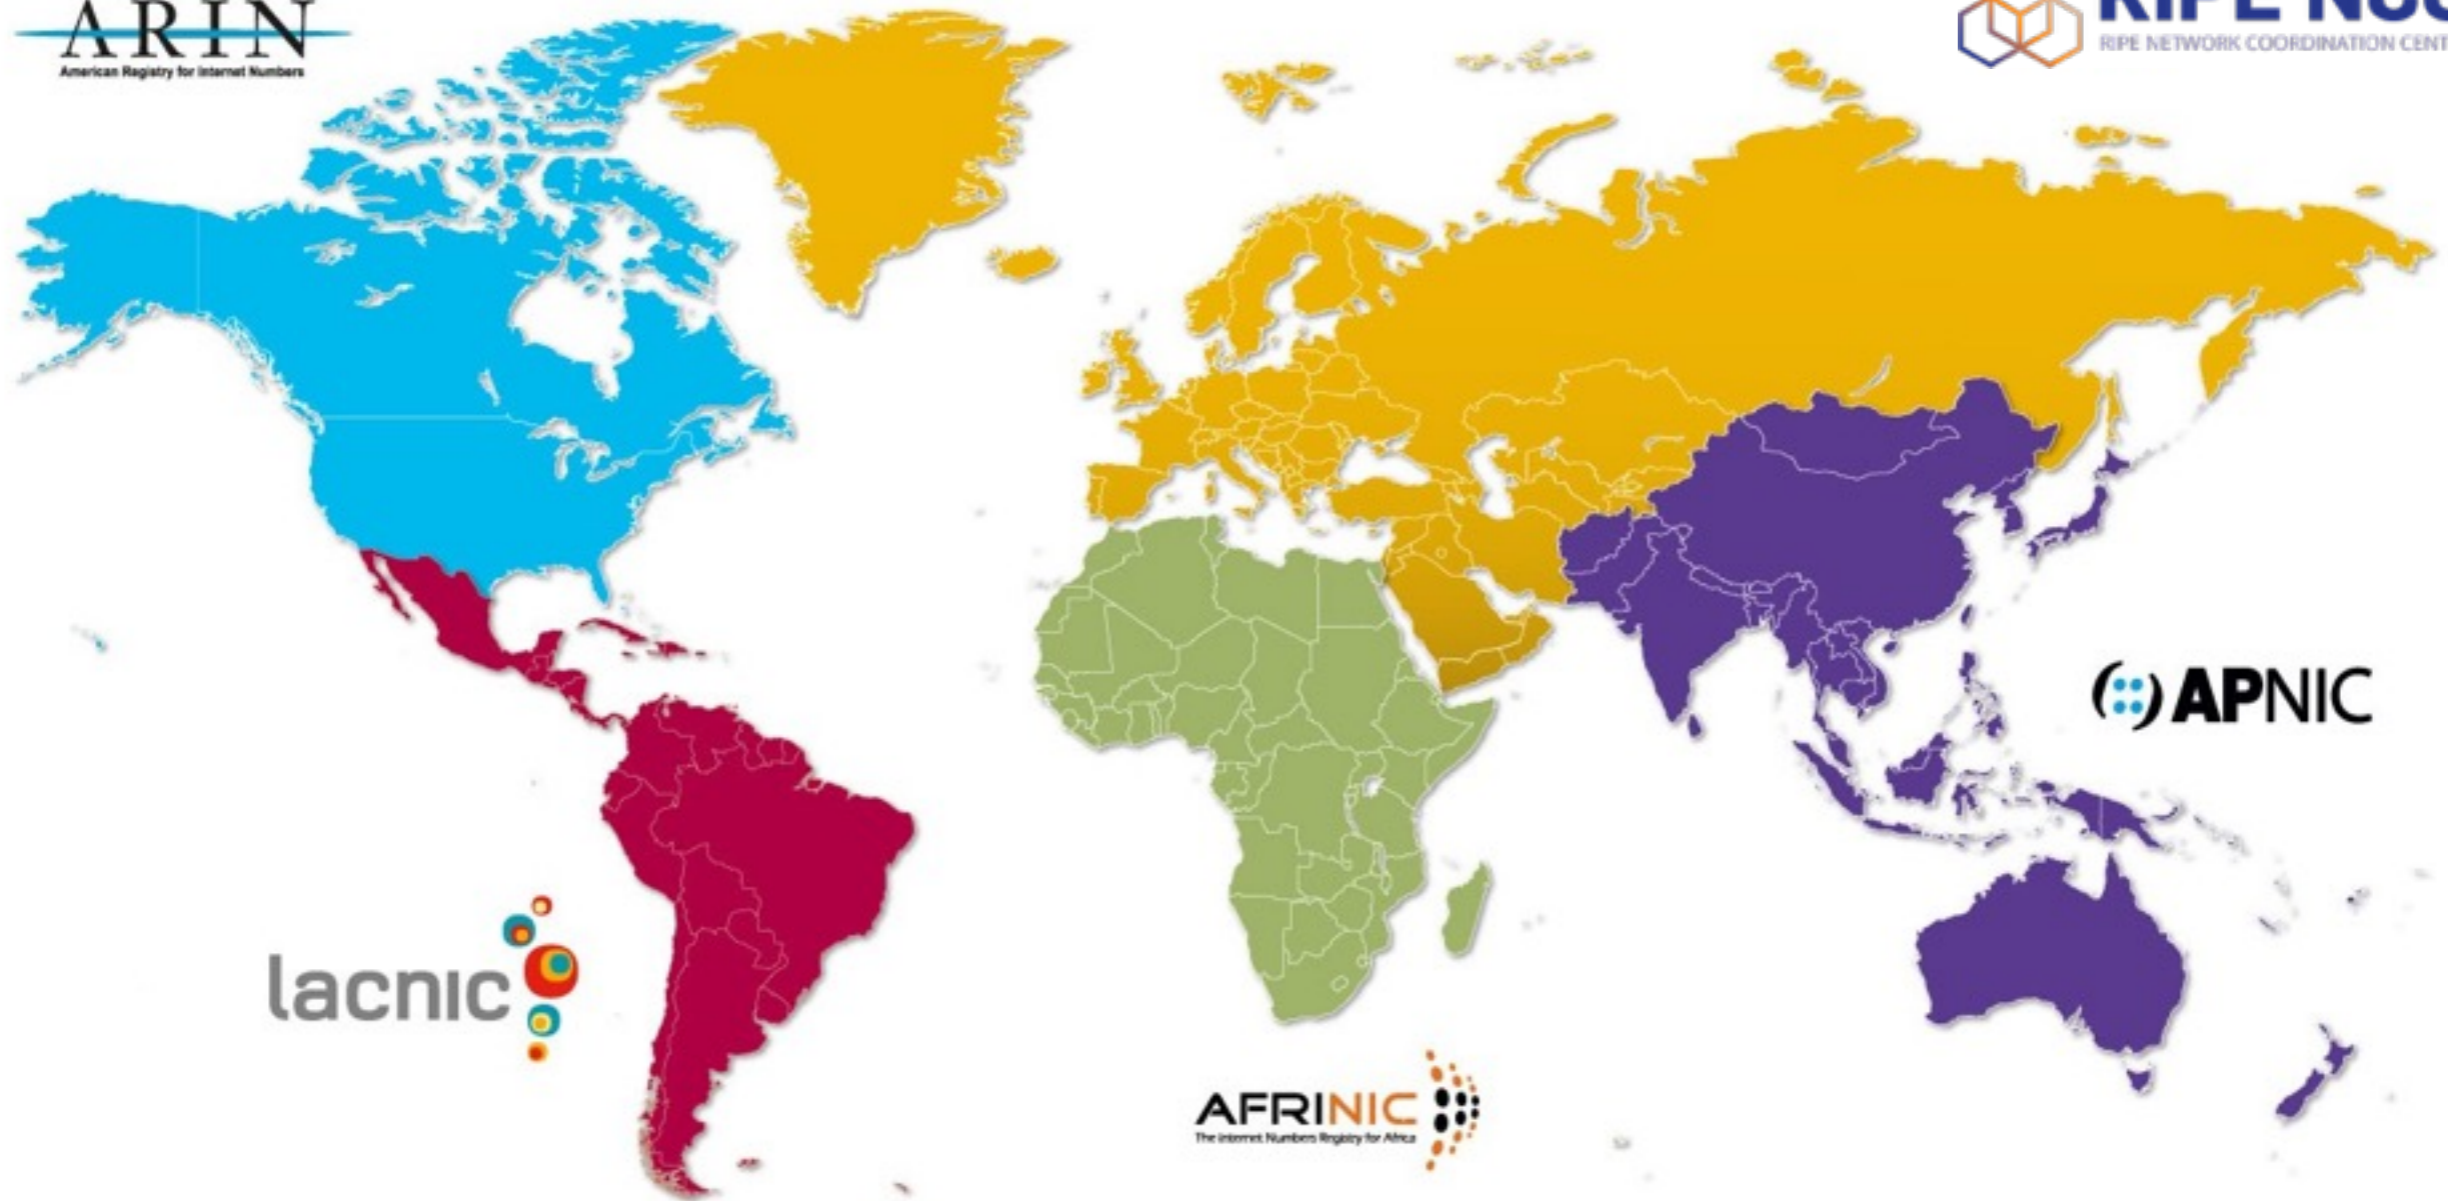 ARIN
American Registry for Internet Numbers
RIPE NCC
RIPE NETWORK COORDINATION CENT
(::) APNIC
lacnic
AFRINIC
The Internet Numbers Registry for Africa